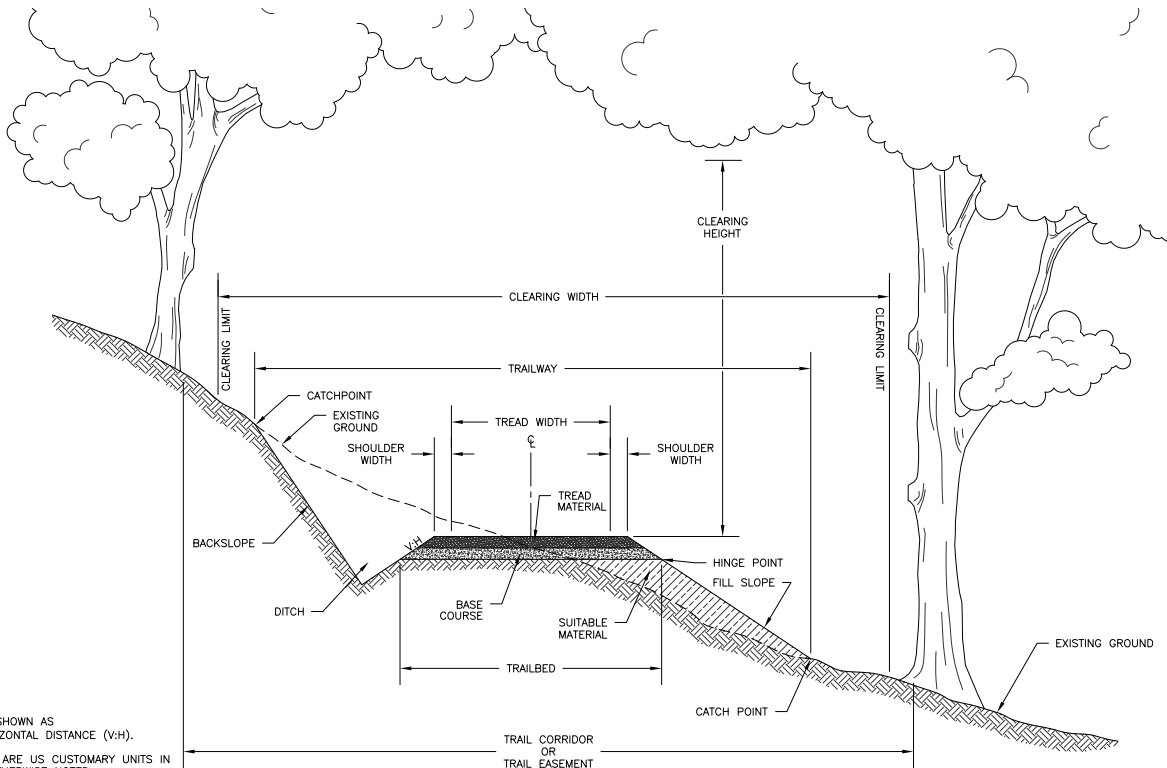 CLEARING
HEIGHT
CLEARING WIDTH
CLEARING LIMIT
CLEARING LIMIT
TRAILWAY
CATCHPOINT
EXISTING
GROUND
TREAD WIDTH
℄
SHOULDER
WIDTH
SHOULDER
WIDTH
TREAD
MATERIAL
V:H
BACKSLOPE
HINGE POINT
FILL SLOPE
DITCH
BASE
COURSE
SUITABLE
MATERIAL
EXISTING GROUND
TRAILBED
CATCH POINT
SHOWN AS
ZONTAL DISTANCE (V:H).
ARE US CUSTOMARY UNITS IN
TRAIL CORRIDOR
OR
TRAIL EASEMENT